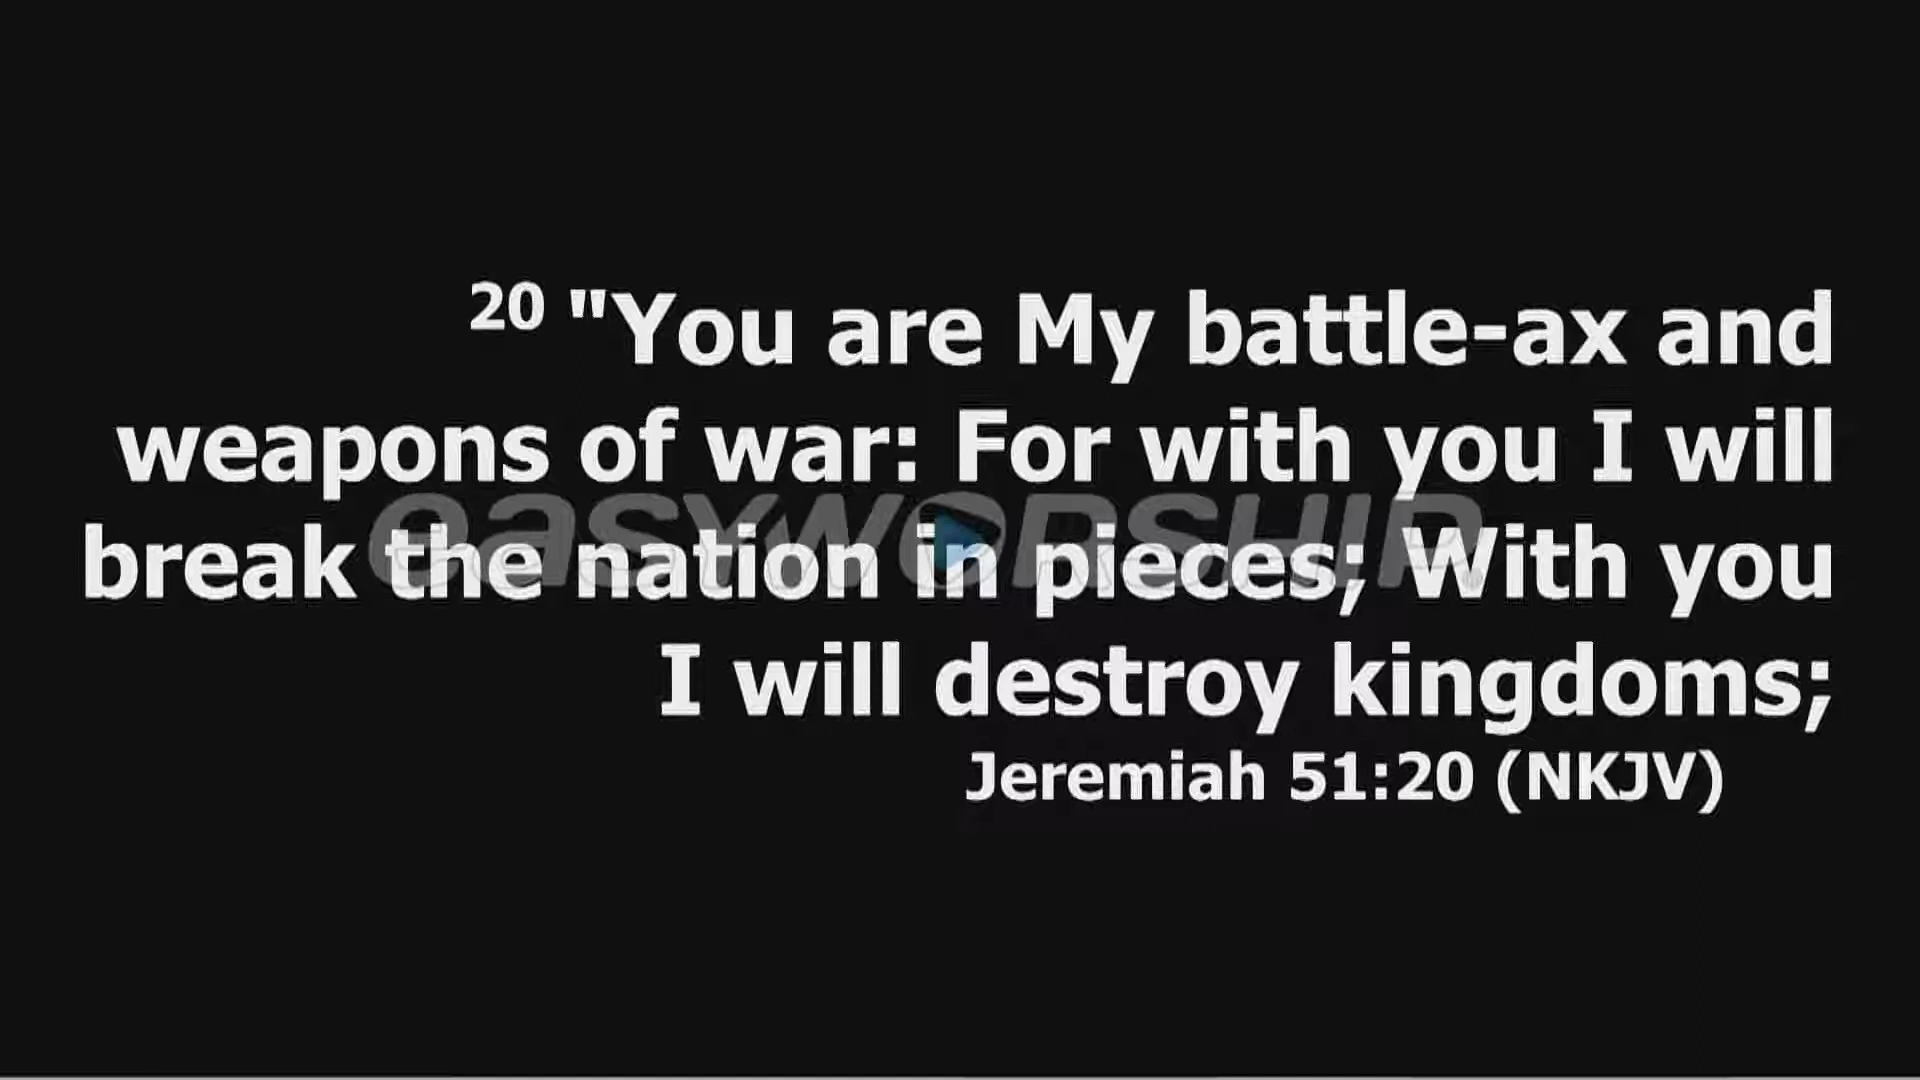 20 "You are My battle-ax and
weapons of war: For with you I will
break the nation in pieces; With you
I will destroy kingdoms;
Jeremiah 51:20 (NKJV)
easyworship